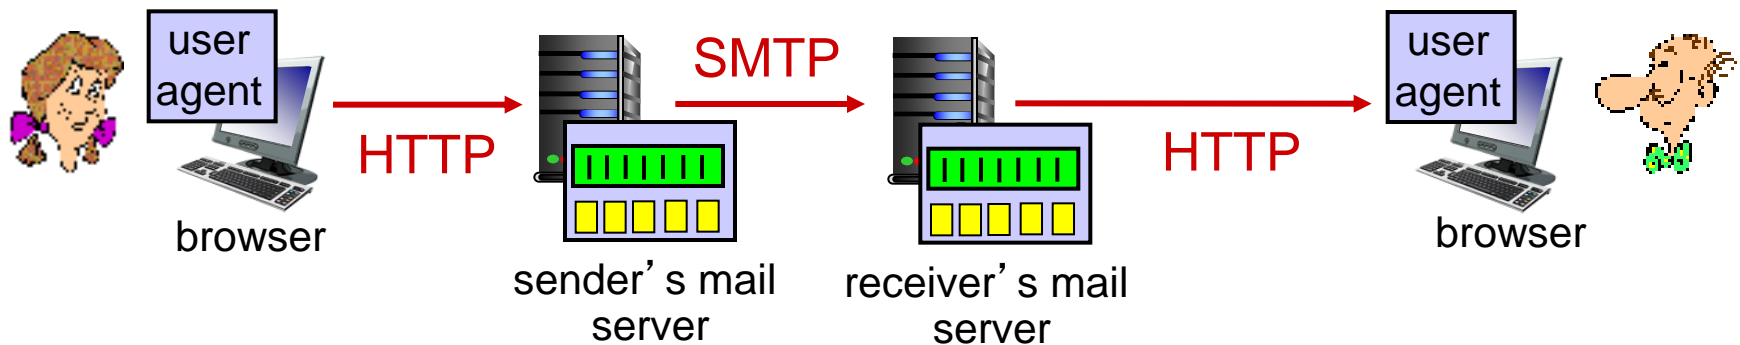 user
agent
HTTP
browser
SMTP
sender’s mail
server
receiver’s mail
server
HTTP
user
agent
browser